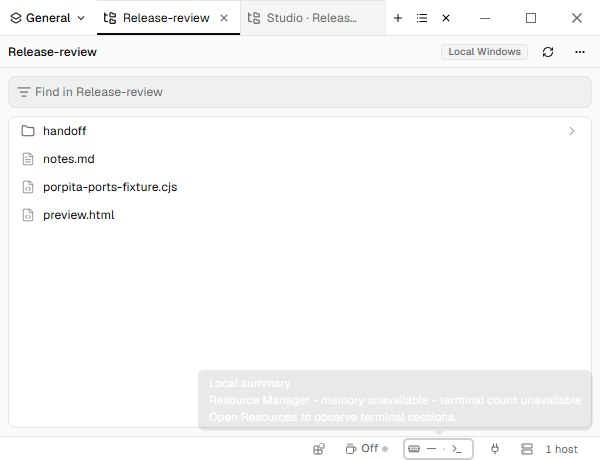 General
Release-review
Studio · Releas...
Release-review
Local Windows
Find in Release-review
handoff
notes.md
porpita-ports-fixture.cjs
preview.html
Local summary
Resource Manager - memory unavailable - terminal count unavailable
Open Resources to observe terminal sessions.
Off
— ·
1 host